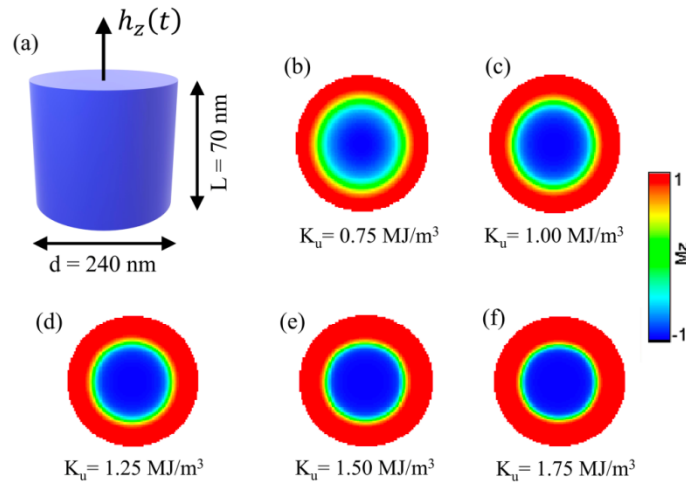 (a)
h_z(t)
L = 70 nm
d = 240 nm
(b)
K_u= 0.75 MJ/m³
(c)
K_u= 1.00 MJ/m³
1
Mz
-1
(d)
K_u= 1.25 MJ/m³
(e)
K_u= 1.50 MJ/m³
(f)
K_u= 1.75 MJ/m³